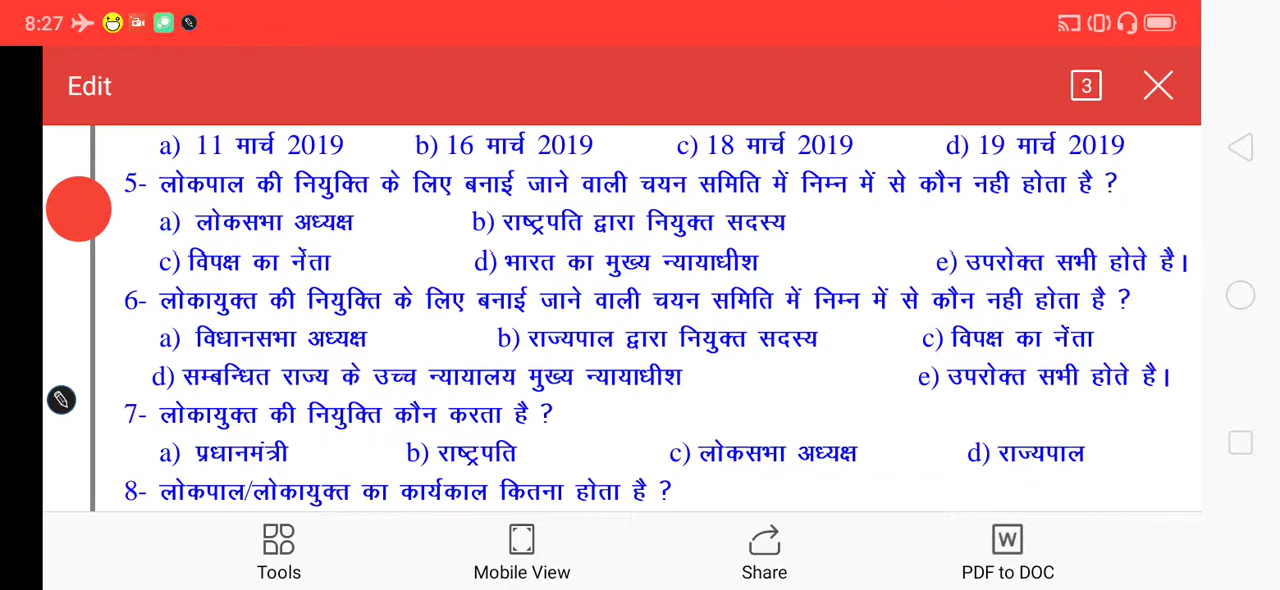 8:27
Edit
3
a) 11 मार्च 2019 b) 16 मार्च 2019 c) 18 मार्च 2019 d) 19 मार्च 2019
5- लोकपाल की नियुक्ति के लिए बनाई जाने वाली चयन समिति में निम्न में से कौन नही होता है ?
a) लोकसभा अध्यक्ष b) राष्ट्रपति द्वारा नियुक्त सदस्य
c) विपक्ष का नेंता d) भारत का मुख्य न्यायाधीश e) उपरोक्त सभी होते है।
6- लोकायुक्त की नियुक्ति के लिए बनाई जाने वाली चयन समिति में निम्न में से कौन नही होता है ?
a) विधानसभा अध्यक्ष b) राज्यपाल द्वारा नियुक्त सदस्य c) विपक्ष का नेंता
d) सम्बन्धित राज्य के उच्च न्यायालय मुख्य न्यायाधीश e) उपरोक्त सभी होते है।
7- लोकायुक्त की नियुक्ति कौन करता है ?
a) प्रधानमंत्री b) राष्ट्रपति c) लोकसभा अध्यक्ष d) राज्यपाल
8- लोकपाल/लोकायुक्त का कार्यकाल कितना होता है ?
W
Tools Mobile View Share PDF to DOC